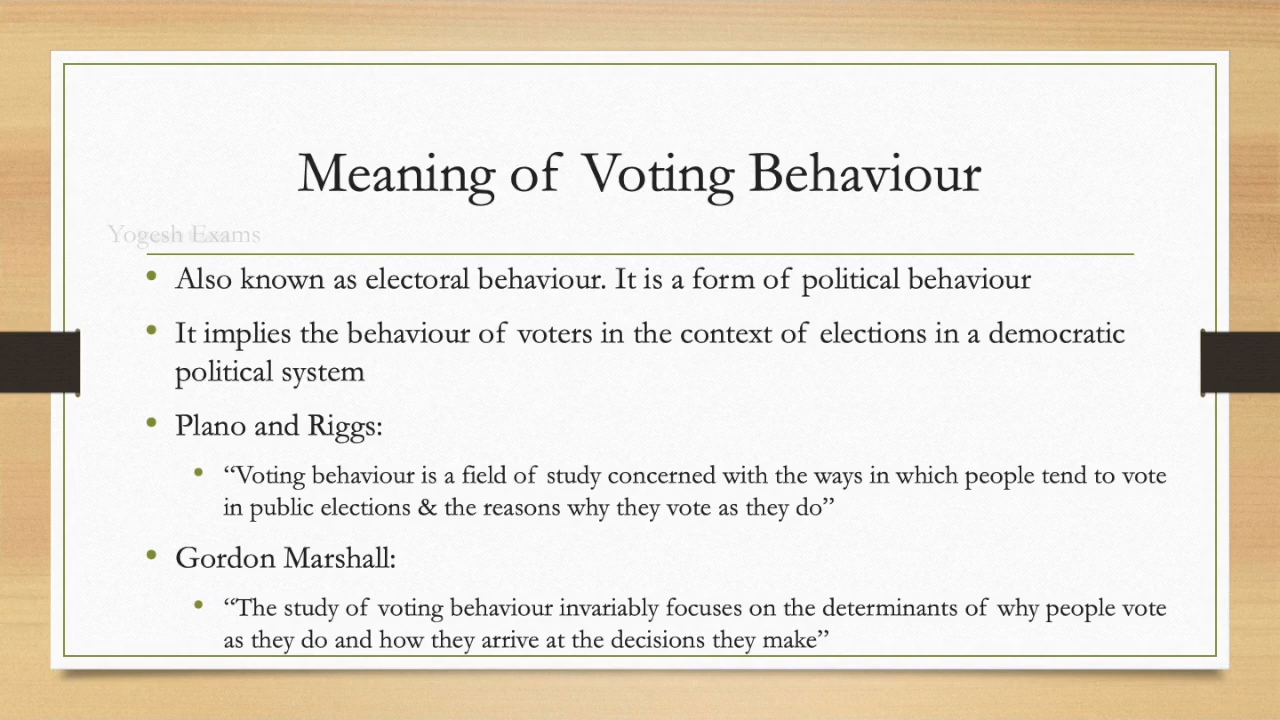 Meaning of Voting Behaviour
Yogesh Exams
• Also known as electoral behaviour. It is a form of political behaviour
• It implies the behaviour of voters in the context of elections in a democratic
political system
• Plano and Riggs:
• “Voting behaviour is a field of study concerned with the ways in which people tend to vote
in public elections & the reasons why they vote as they do”
• Gordon Marshall:
• “The study of voting behaviour invariably focuses on the determinants of why people vote
as they do and how they arrive at the decisions they make”